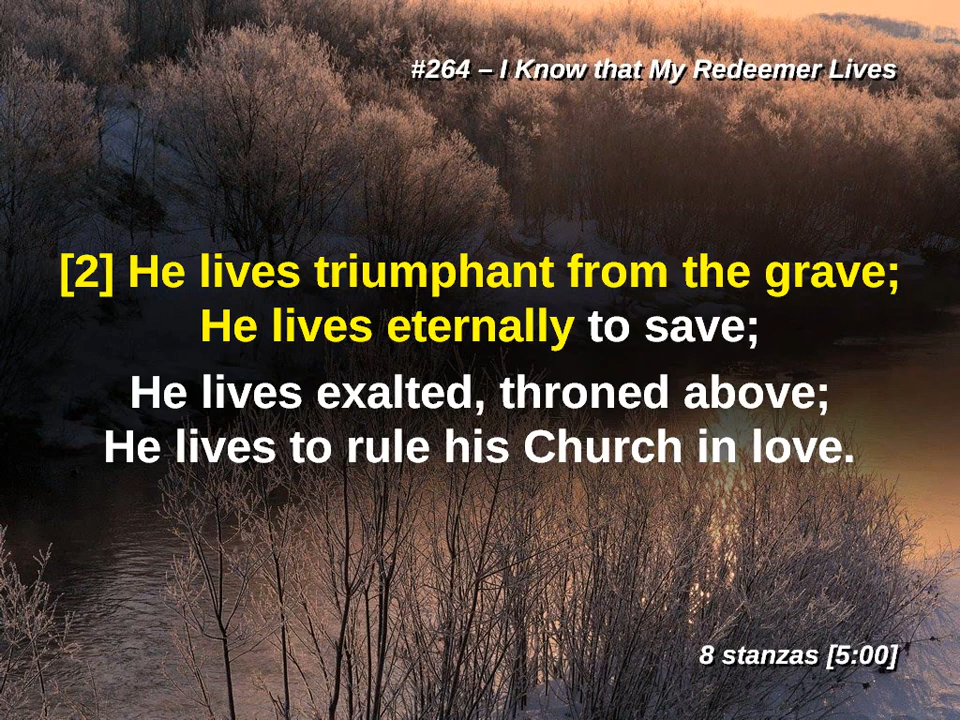 #264 – I Know that My Redeemer Lives
[2] He lives triumphant from the grave;
He lives eternally to save;
He lives exalted, throned above;
He lives to rule his Church in love.
8 stanzas [5:00]